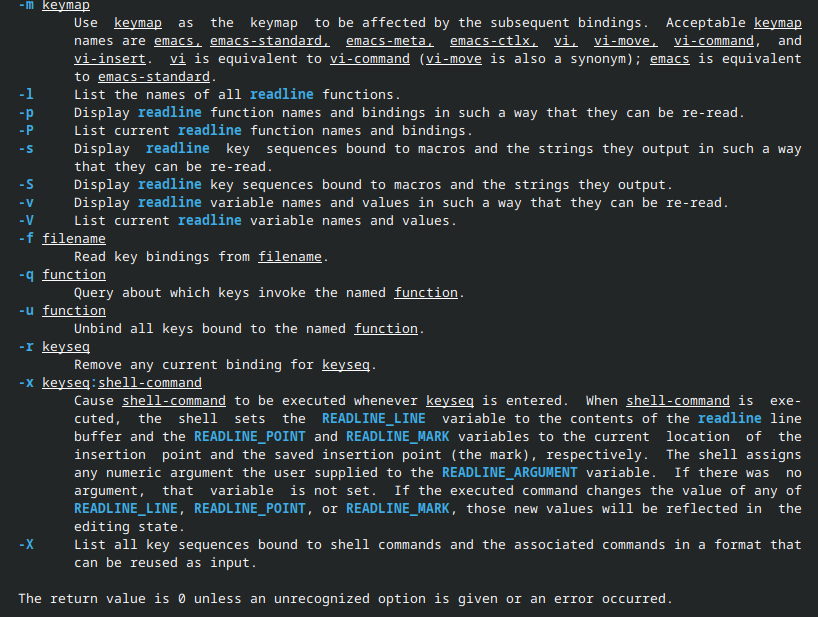 -m keymap
Use keymap as the keymap to be affected by the subsequent bindings. Acceptable keymap
names are emacs, emacs-standard, emacs-meta, emacs-ctlx, vi, vi-move, vi-command, and
vi-insert. vi is equivalent to vi-command (vi-move is also a synonym); emacs is equivalent
to emacs-standard.
-l List the names of all readline functions.
-p Display readline function names and bindings in such a way that they can be re-read.
-P List current readline function names and bindings.
-s Display readline key sequences bound to macros and the strings they output in such a way
that they can be re-read.
-S Display readline key sequences bound to macros and the strings they output.
-v Display readline variable names and values in such a way that they can be re-read.
-V List current readline variable names and values.
-f filename
Read key bindings from filename.
-q function
Query about which keys invoke the named function.
-u function
Unbind all keys bound to the named function.
-r keyseq
Remove any current binding for keyseq.
-x keyseq:shell-command
Cause shell-command to be executed whenever keyseq is entered. When shell-command is exe-
cuted, the shell sets the READLINE_LINE variable to the contents of the readline line
buffer and the READLINE_POINT and READLINE_MARK variables to the current location of the
insertion point and the saved insertion point (the mark), respectively. The shell assigns
any numeric argument the user supplied to the READLINE_ARGUMENT variable. If there was no
argument, that variable is not set. If the executed command changes the value of any of
READLINE_LINE, READLINE_POINT, or READLINE_MARK, those new values will be reflected in the
editing state.
-X List all key sequences bound to shell commands and the associated commands in a format that
can be reused as input.
The return value is 0 unless an unrecognized option is given or an error occurred.